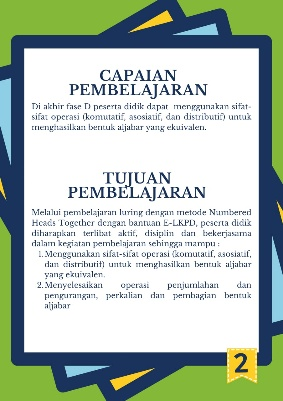 CAPAIAN
PEMBELAJARAN
Di akhir fase D peserta didik dapat menggunakan sifat-
sifat operasi (komutatif, asosiatif, dan distributif) untuk
menghasilkan bentuk aljabar yang ekuivalen.
TUJUAN
PEMBELAJARAN
Melalui pembelajaran luring dengan metode Numbered
Heads Together dengan bantuan E-LKPD, peserta didik
diharapkan terlibat aktif, disiplin dan bekerjasama
dalam kegiatan pembelajaran sehingga mampu :
1. Menggunakan sifat-sifat operasi (komutatif, asosiatif,
dan distributif) untuk menghasilkan bentuk aljabar
yang ekuivalen.
2. Menyelesaikan operasi penjumlahan dan
pengurangan, perkalian dan pembagian bentuk
aljabar
2